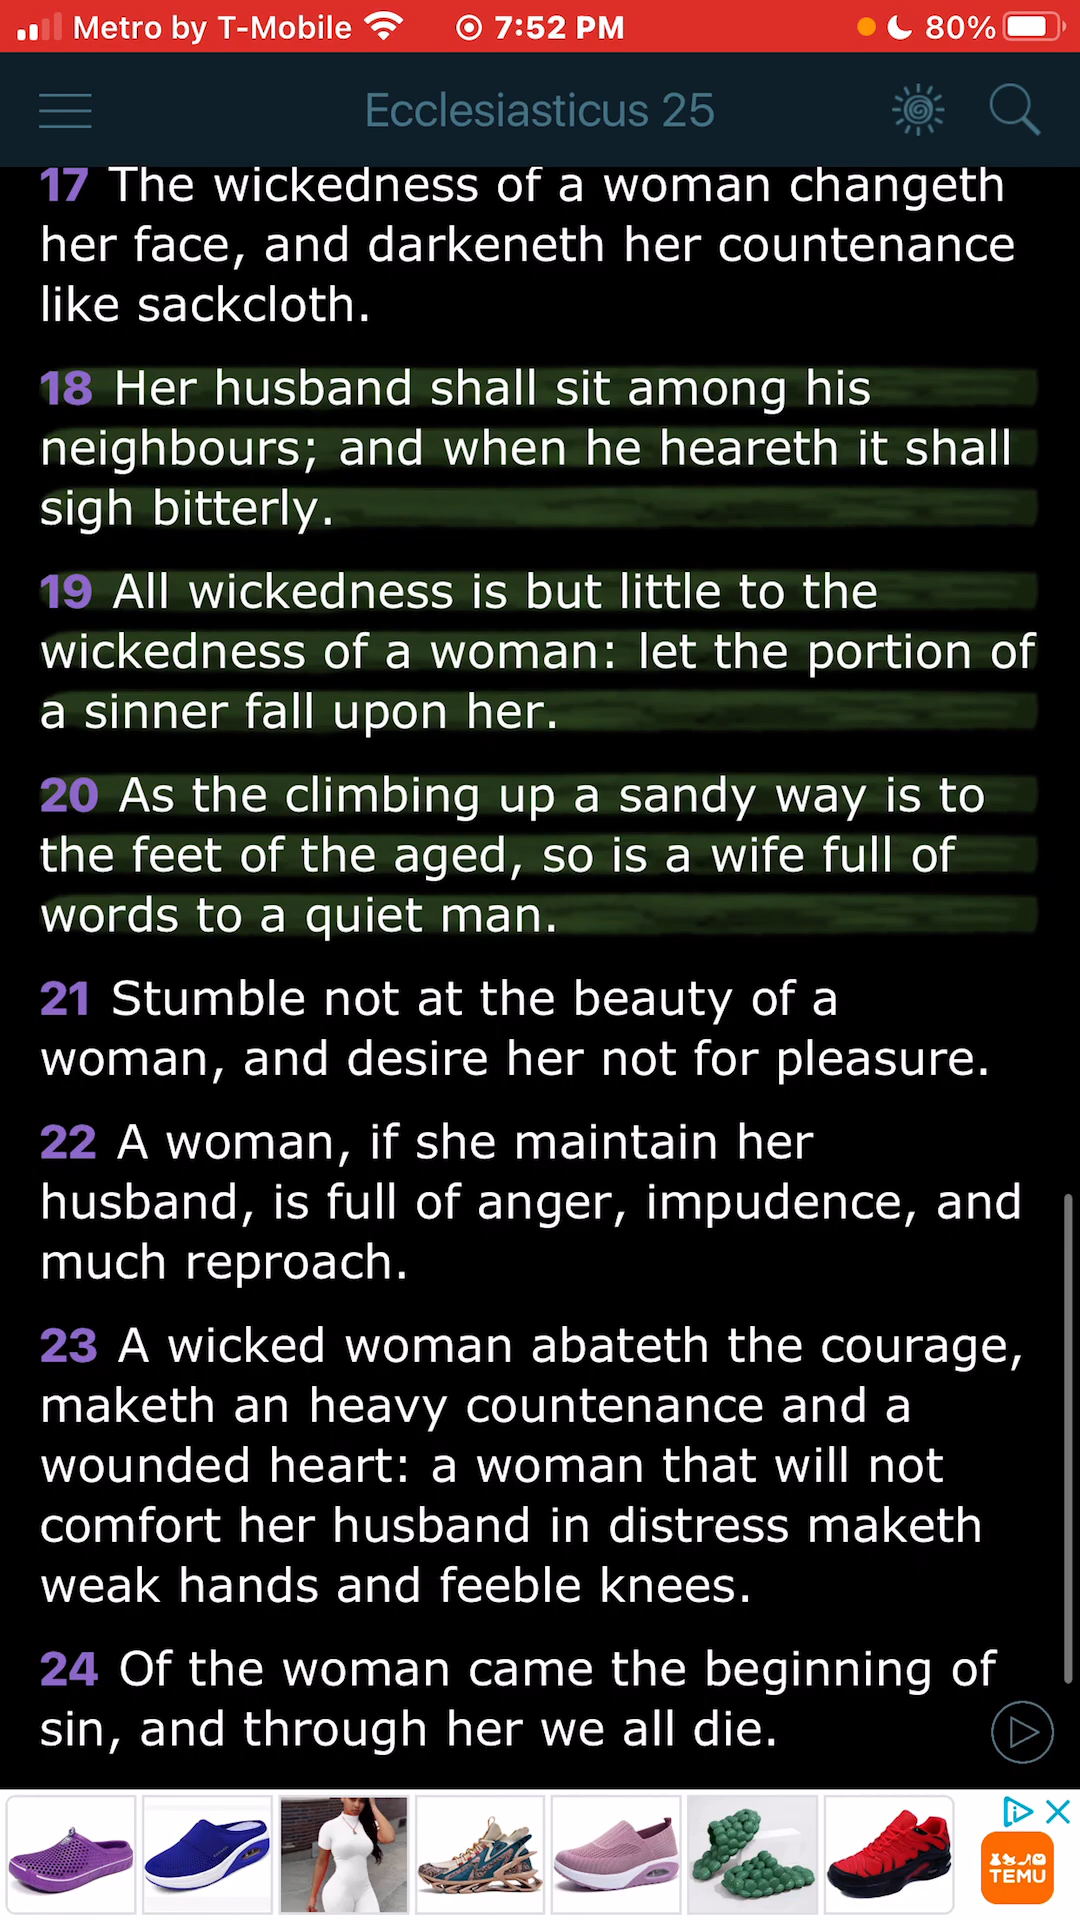 Metro by T-Mobile 7:52 PM 80%
Ecclesiasticus 25
17 The wickedness of a woman changeth
her face, and darkeneth her countenance
like sackcloth.
18 Her husband shall sit among his
neighbours; and when he heareth it shall
sigh bitterly.
19 All wickedness is but little to the
wickedness of a woman: let the portion of
a sinner fall upon her.
20 As the climbing up a sandy way is to
the feet of the aged, so is a wife full of
words to a quiet man.
21 Stumble not at the beauty of a
woman, and desire her not for pleasure.
22 A woman, if she maintain her
husband, is full of anger, impudence, and
much reproach.
23 A wicked woman abateth the courage,
maketh an heavy countenance and a
wounded heart: a woman that will not
comfort her husband in distress maketh
weak hands and feeble knees.
24 Of the woman came the beginning of
sin, and through her we all die.
TEMU